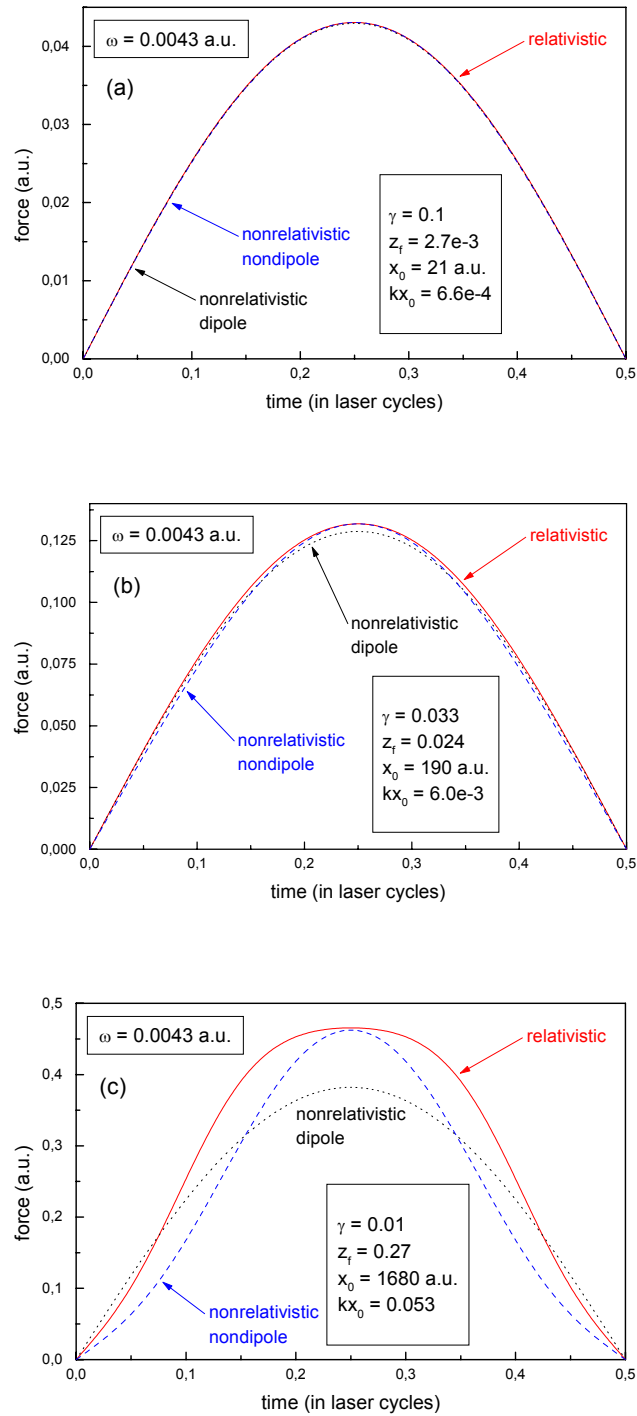 ω = 0.0043 a.u.
(a)
relativistic
nonrelativistic
nondipole
nonrelativistic
dipole
γ = 0.1
z_f = 2.7e-3
x_0 = 21 a.u.
kx_0 = 6.6e-4
force (a.u.)
0,04
0,03
0,02
0,01
0,00
0,0 0,1 0,2 0,3 0,4 0,5
time (in laser cycles)
ω = 0.0043 a.u.
(b)
relativistic
nonrelativistic
dipole
nonrelativistic
nondipole
γ = 0.033
z_f = 0.024
x_0 = 190 a.u.
kx_0 = 6.0e-3
force (a.u.)
0,125
0,100
0,075
0,050
0,025
0,000
0,0 0,1 0,2 0,3 0,4 0,5
time (in laser cycles)
ω = 0.0043 a.u.
(c)
relativistic
nonrelativistic
dipole
nonrelativistic
nondipole
γ = 0.01
z_f = 0.27
x_0 = 1680 a.u.
kx_0 = 0.053
force (a.u.)
0,5
0,4
0,3
0,2
0,1
0,0
0,0 0,1 0,2 0,3 0,4 0,5
time (in laser cycles)